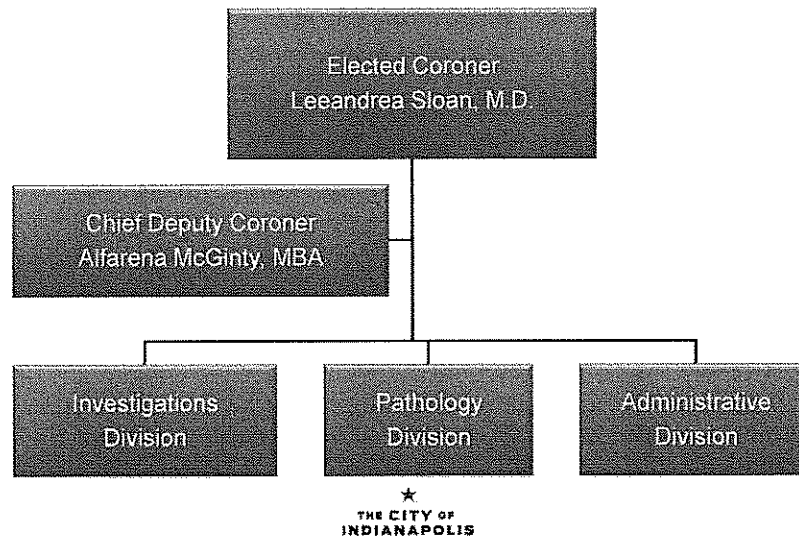 Elected Coroner
Leeandrea Sloan, M.D.
Chief Deputy Coroner
Alfarena McGinty, MBA
Investigations
Division
Pathology
Division
Administrative
Division
THE CITY OF
INDIANAPOLIS